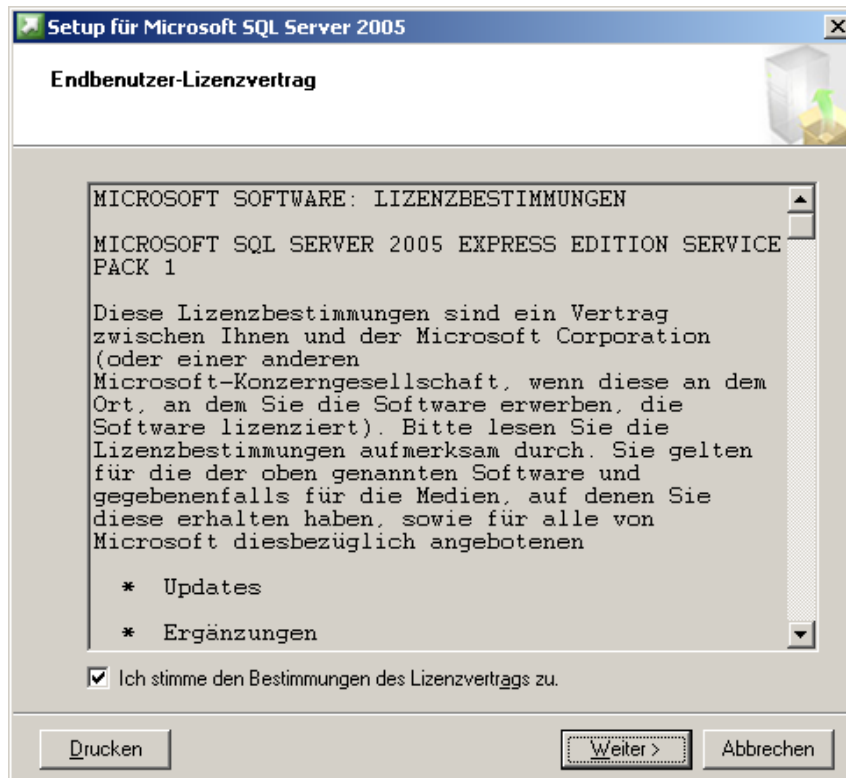 Setup für Microsoft SQL Server 2005
Endbenutzer-Lizenzvertrag
MICROSOFT SOFTWARE: LIZENZBESTIMMUNGEN
MICROSOFT SQL SERVER 2005 EXPRESS EDITION SERVICE
PACK 1
Diese Lizenzbestimmungen sind ein Vertrag
zwischen Ihnen und der Microsoft Corporation
(oder einer anderen
Microsoft-Konzerngesellschaft, wenn diese an dem
Ort, an dem Sie die Software erwerben, die
Software lizenziert). Bitte lesen Sie die
Lizenzbestimmungen aufmerksam durch. Sie gelten
für die der oben genannten Software und
gegebenenfalls für die Medien, auf denen Sie
diese erhalten haben, sowie für alle von
Microsoft diesbezüglich angebotenen
* Updates
* Ergänzungen
Ich stimme den Bestimmungen des Lizenzvertrags zu.
Drucken
Weiter >
Abbrechen